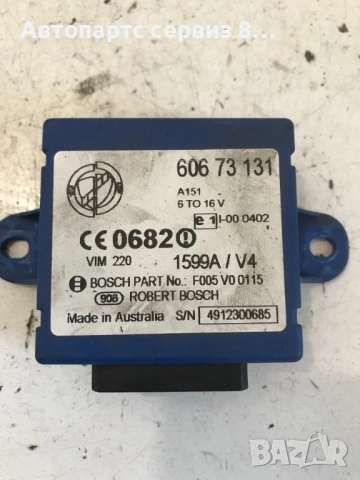 Автопартс сервиз 8...
606 73 131
A151
6 TO 16 V
e1 I-00 0402
CE 0682
VIM 220 1599A / V4
BOSCH PART No.: F005 V0 0115
908 ROBERT BOSCH
Made in Australia S/N 4912300685
BAZAR